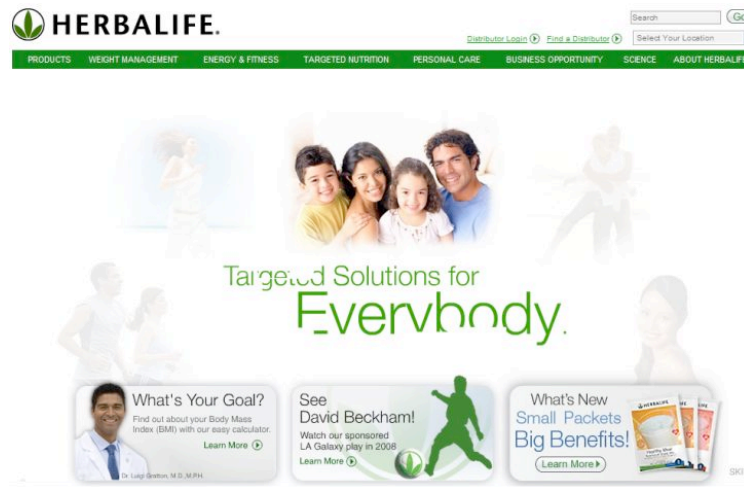 HERBALIFE.
Search
Go
Distributor Login Find a Distributor Select Your Location
PRODUCTS WEIGHT MANAGEMENT ENERGY & FITNESS TARGETED NUTRITION PERSONAL CARE BUSINESS OPPORTUNITY SCIENCE ABOUT HERBALIFE
Targeted Solutions for
Everybody.
What's Your Goal?
Find out about your Body Mass
Index (BMI) with our easy calculator.
Learn More
Dr. Luigi Gratton, M.D.,M.P.H.
See
David Beckham!
Watch our sponsored
LA Galaxy play in 2008
Learn More
What's New
Small Packets
Big Benefits!
Learn More
HERBALIFE
SKI